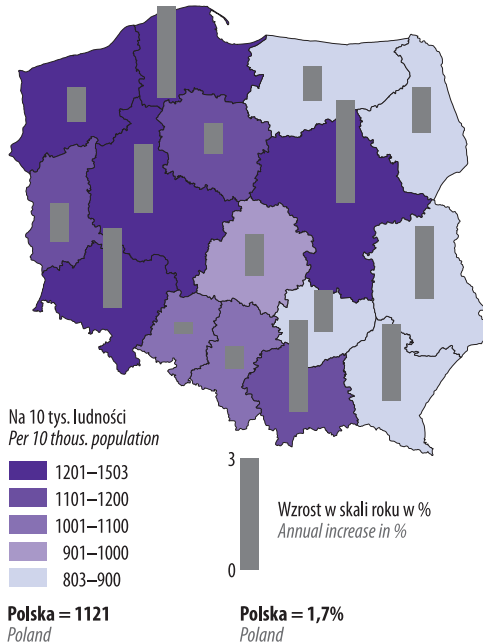 Na 10 tys. ludności
Per 10 thous. population
1201–1503
1101–1200
1001–1100
901–1000
803–900
Polska = 1121
Poland
3
0
Wzrost w skali roku w %
Annual increase in %
Polska = 1,7%
Poland